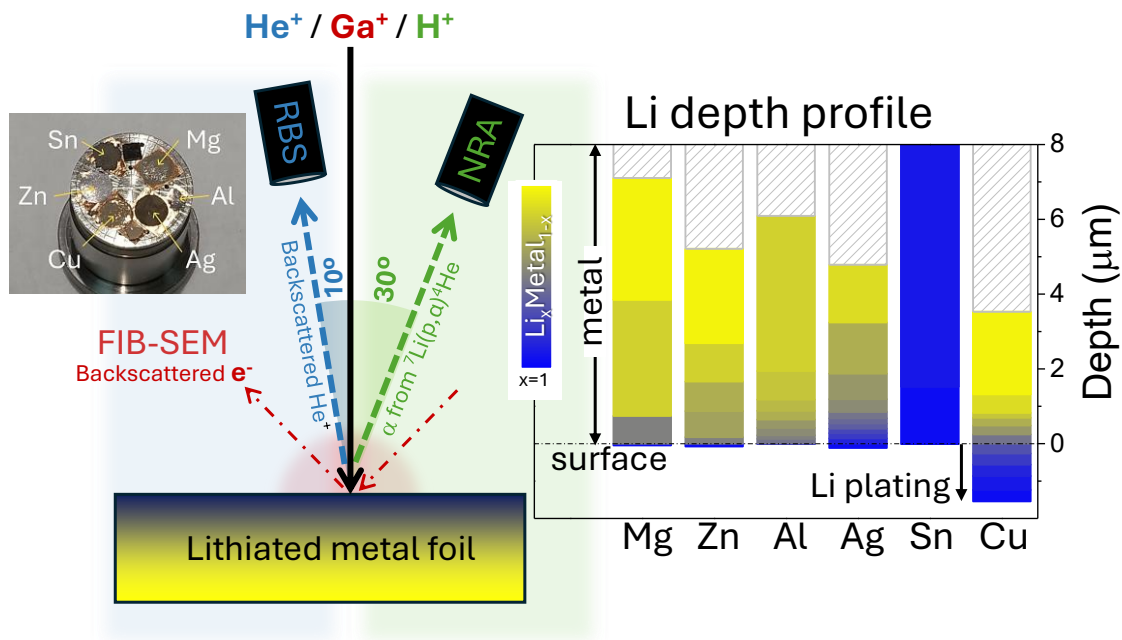 He⁺ / Ga⁺ / H⁺
RBS
NRA
Sn
Mg
Zn
Al
Cu
Ag
Backscattered He⁺
10º
30º
α from ⁷Li(p,α)⁴He
FIB-SEM
Backscattered e⁻
Lithiated metal foil
Li depth profile
LiₓMetal₁₋ₓ
x=1
metal
surface
Li plating
8
6
4
2
0
Depth (μm)
Mg Zn Al Ag Sn Cu